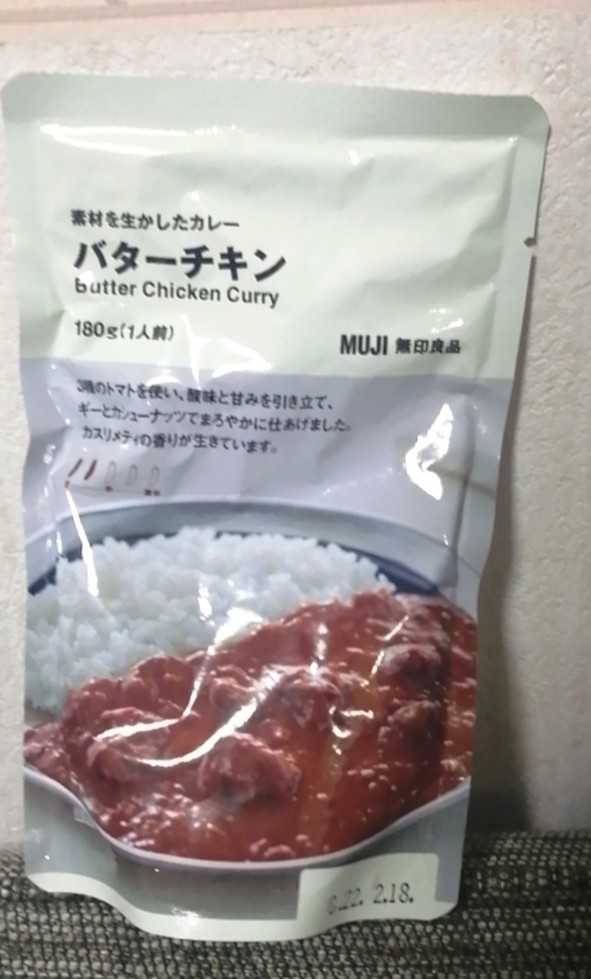 素材を生かしたカレー
バターチキン
Butter Chicken Curry
180g(1人前)
MUJI 無印良品
3種のトマトを使い、酸味と甘みを引き立て、
ギーとカシューナッツでまろやかに仕あげました。
カスリメティの香りが生きています。
22. 2.18.